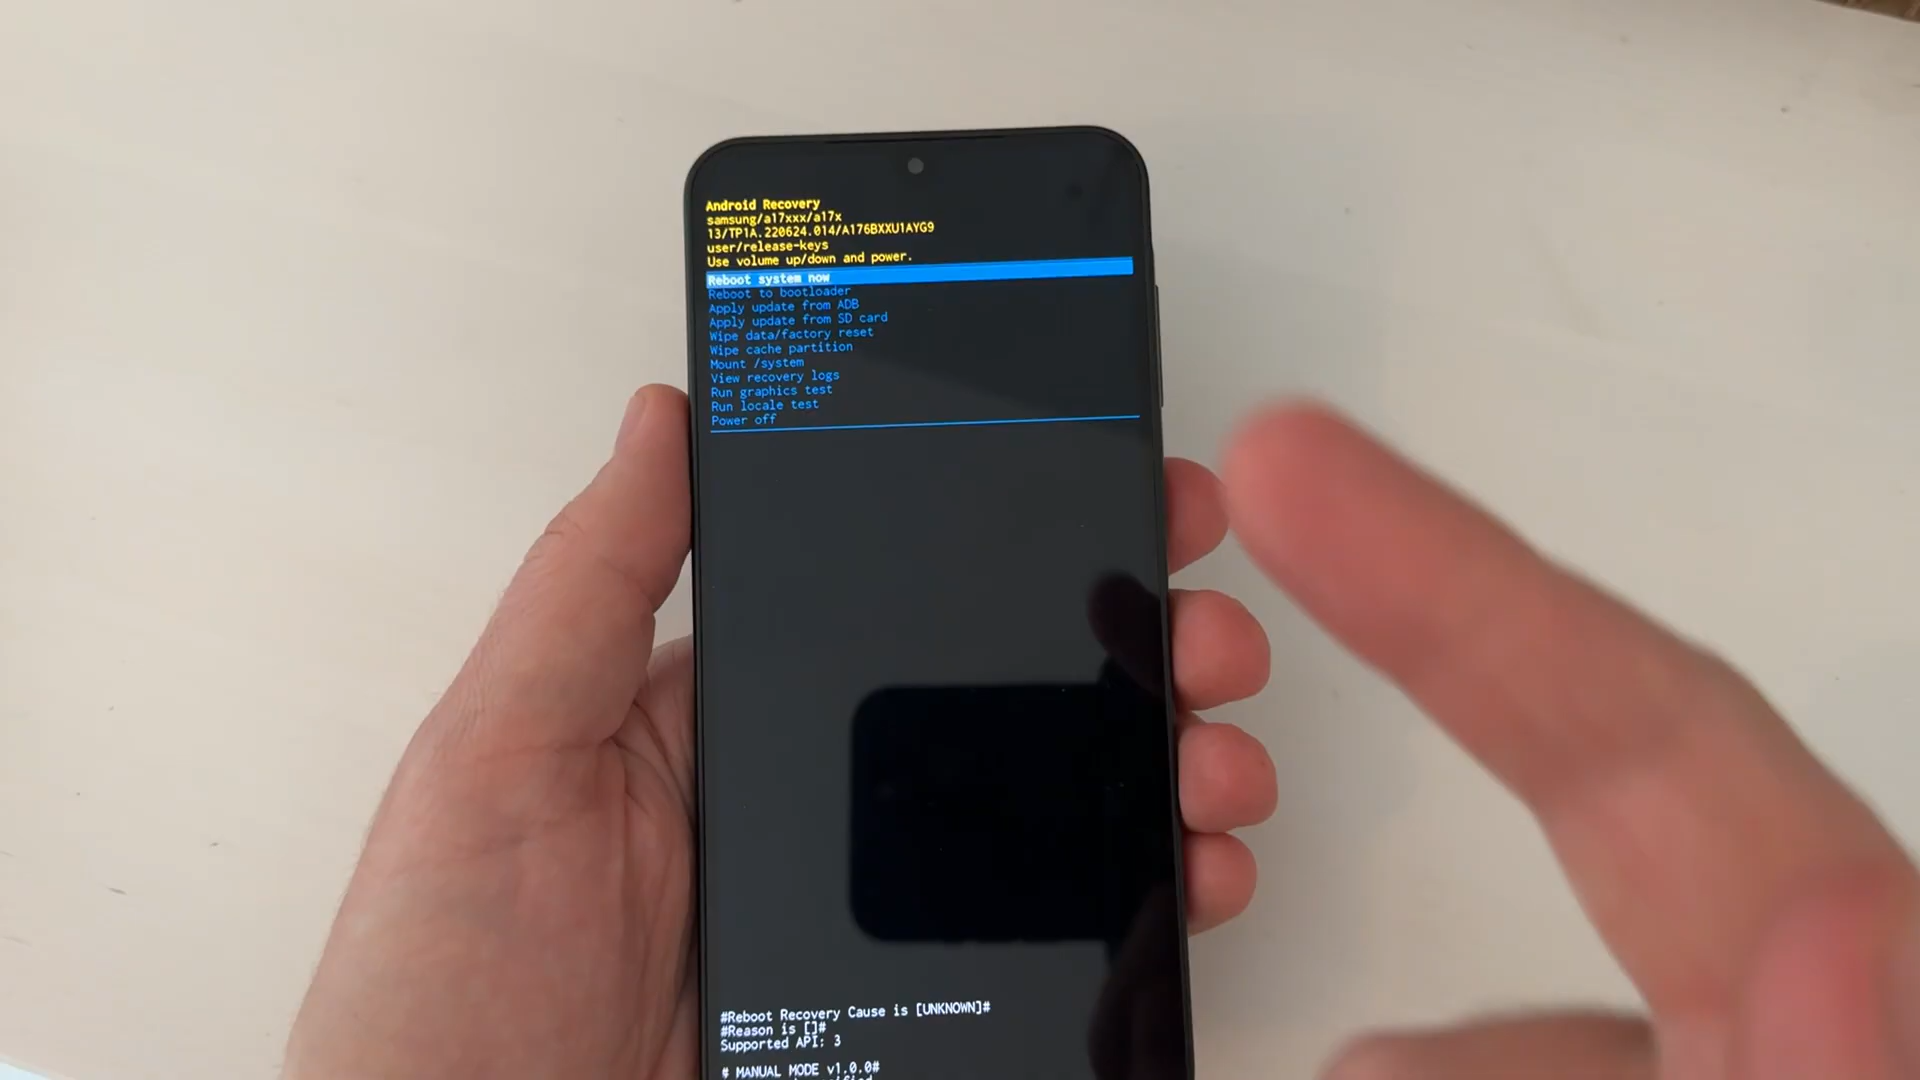 Android Recovery
samsung/a17xxx/a17x
13/TP1A.220624.014/A176BXXU1AYG9
user/release-keys
Use volume up/down and power.
Reboot system now
Reboot to bootloader
Apply update from ADB
Apply update from SD card
Wipe data/factory reset
Wipe cache partition
Mount /system
View recovery logs
Run graphics test
Run locale test
Power off
#Reboot Recovery Cause is [UNKNOWN]#
#Reason is []#
Supported API: 3
# MANUAL MODE v1.0.0#